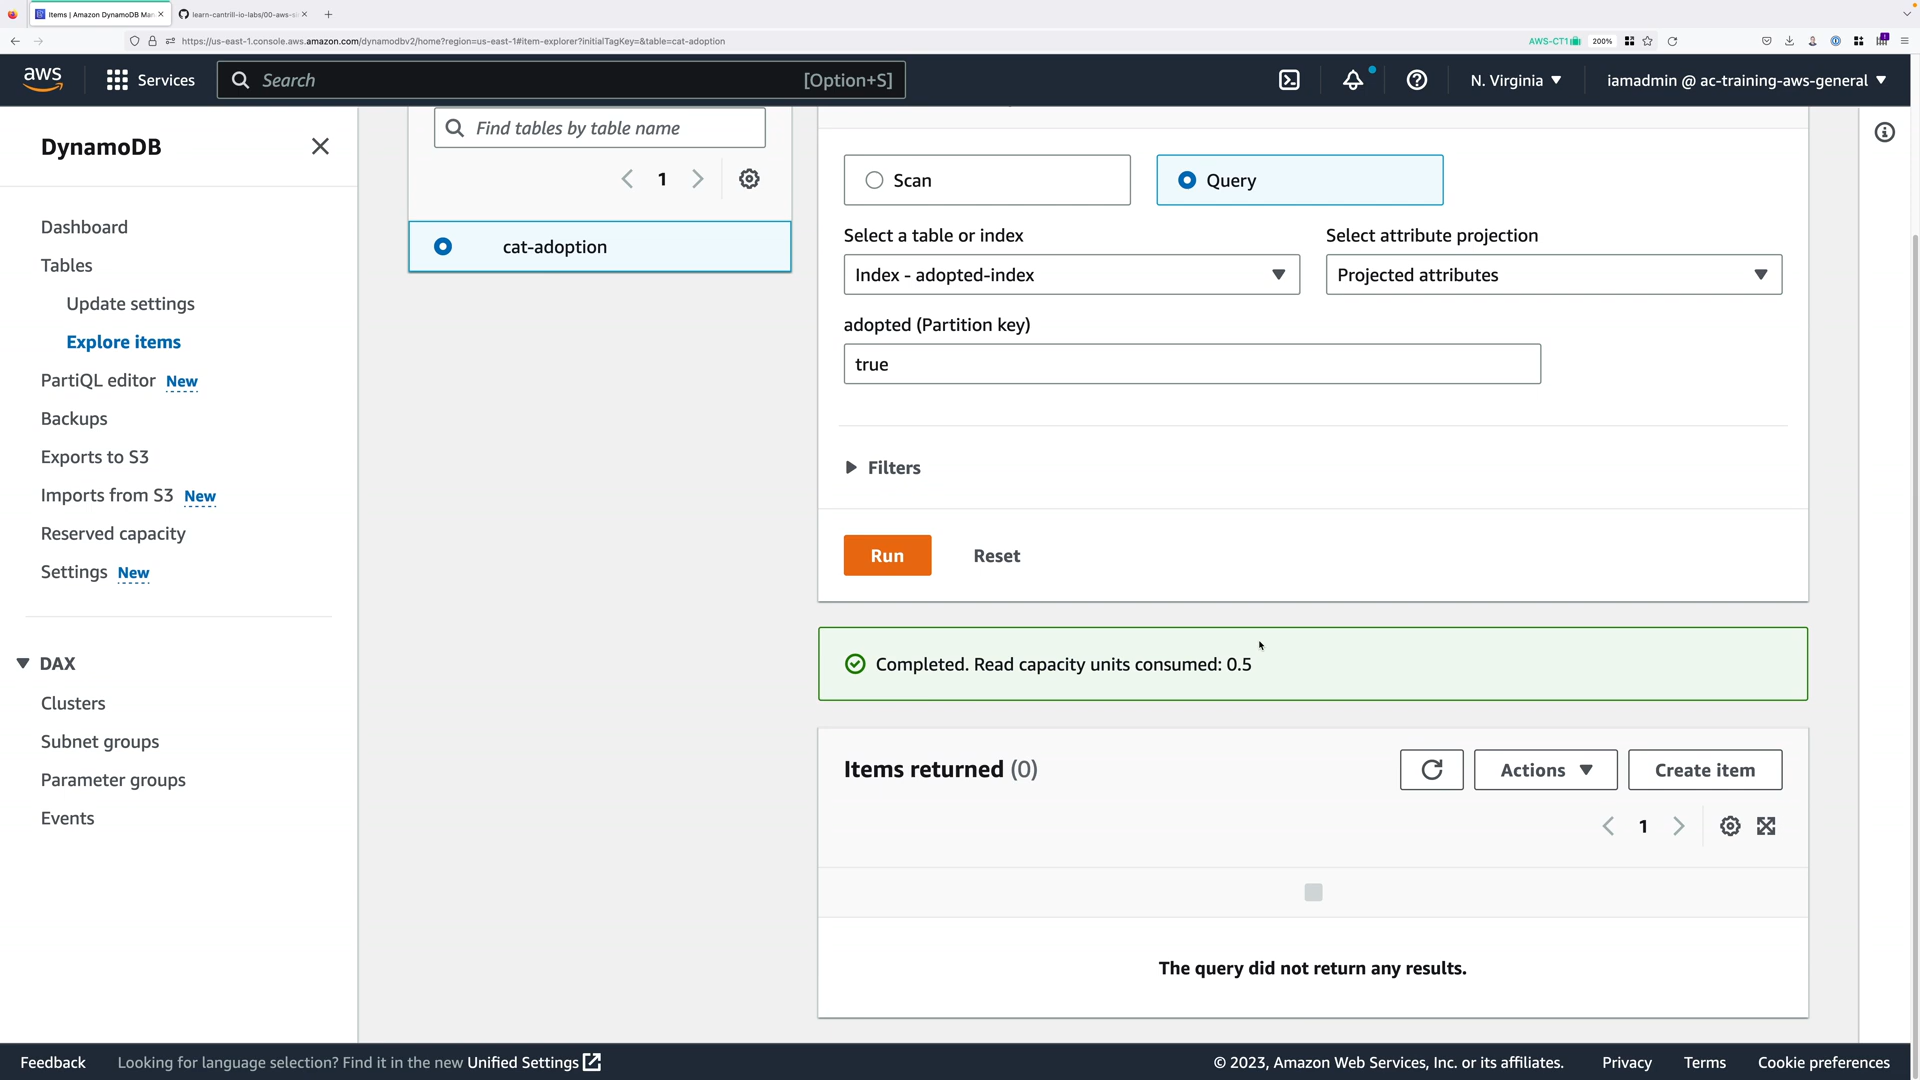 Items | Amazon DynamoDB Man
learn-cantrill-io-labs/00-aws-si
https://us-east-1.console.aws.amazon.com/dynamodbv2/home?region=us-east-1#item-explorer?initialTagKey=&table=cat-adoption
AWS-CT1
200%
aws
Services
Search
[Option+S]
N. Virginia
iamadmin @ ac-training-aws-general
DynamoDB
Dashboard
Tables
Update settings
Explore items
PartiQL editor New
Backups
Exports to S3
Imports from S3 New
Reserved capacity
Settings New
DAX
Clusters
Subnet groups
Parameter groups
Events
Find tables by table name
1
cat-adoption
Scan
Query
Select a table or index
Index - adopted-index
Select attribute projection
Projected attributes
adopted (Partition key)
true
Filters
Run
Reset
Completed. Read capacity units consumed: 0.5
Items returned (0)
Actions
Create item
1
The query did not return any results.
Feedback
Looking for language selection? Find it in the new Unified Settings
© 2023, Amazon Web Services, Inc. or its affiliates.
Privacy
Terms
Cookie preferences